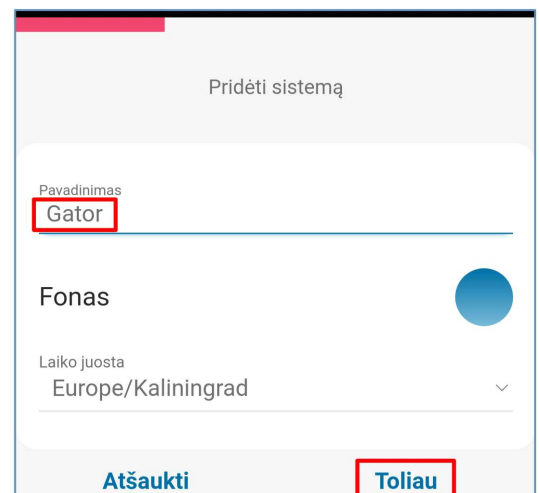 Pridėti sistemą
Pavadinimas
Gator
Fonas
Laiko juosta
Europe/Kaliningrad
Atšaukti Toliau